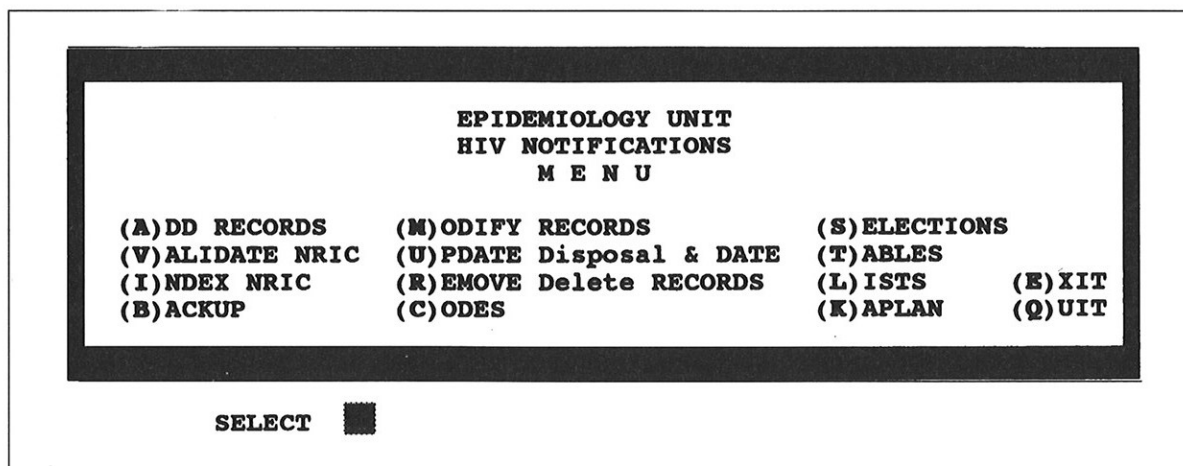 EPIDEMIOLOGY UNIT
HIV NOTIFICATIONS
M E N U
(A)DD RECORDS (M)ODIFY RECORDS (S)ELECTIONS
(V)ALIDATE NRIC (U)PDATE Disposal & DATE (T)ABLES
(I)NDEX NRIC (R)EMOVE Delete RECORDS (L)ISTS (E)XIT
(B)ACKUP (C)ODES (K)APLAN (Q)UIT
SELECT